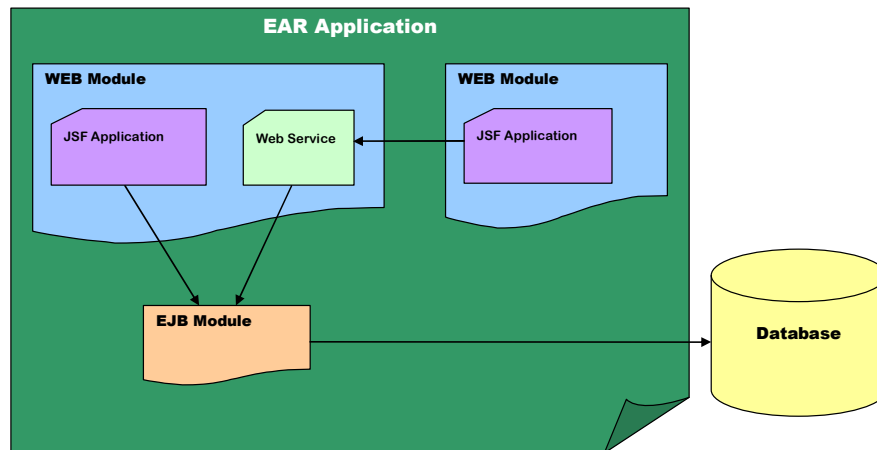 EAR Application
WEB Module
WEB Module
JSF Application
Web Service
JSF Application
EJB Module
Database